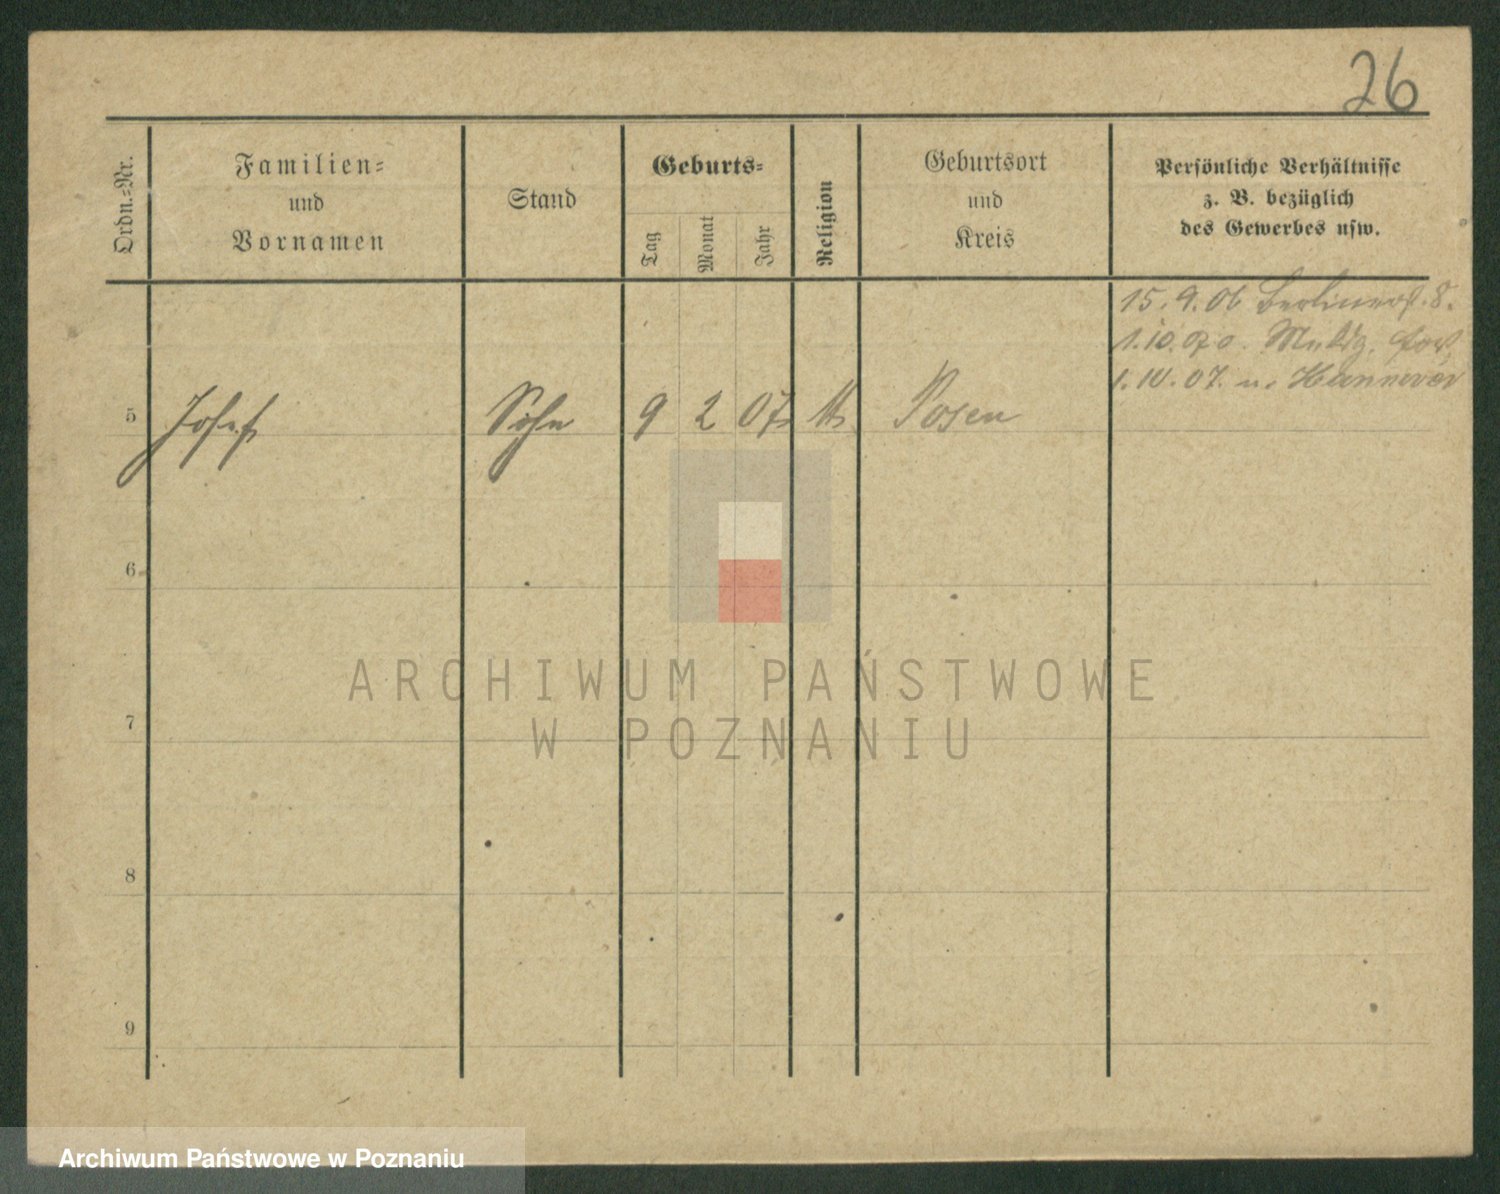 26
Ordn.=Nr.
Familien=
und
Vornamen
Stand
Geburts=
Tag
Monat
Jahr
Religion
Geburtsort
und
Kreis
Persönliche Verhältnisse
z. B. bezüglich
des Gewerbes usw.
15.9.06 Berlinerst. 8.
1.10.07
1.10.07. n. Hannover
5 Josef Sohn 9 2 07 Posen
6
7
8
9
ARCHIWUM PAŃSTWOWE
W POZNANIU
Archiwum Państwowe w Poznaniu